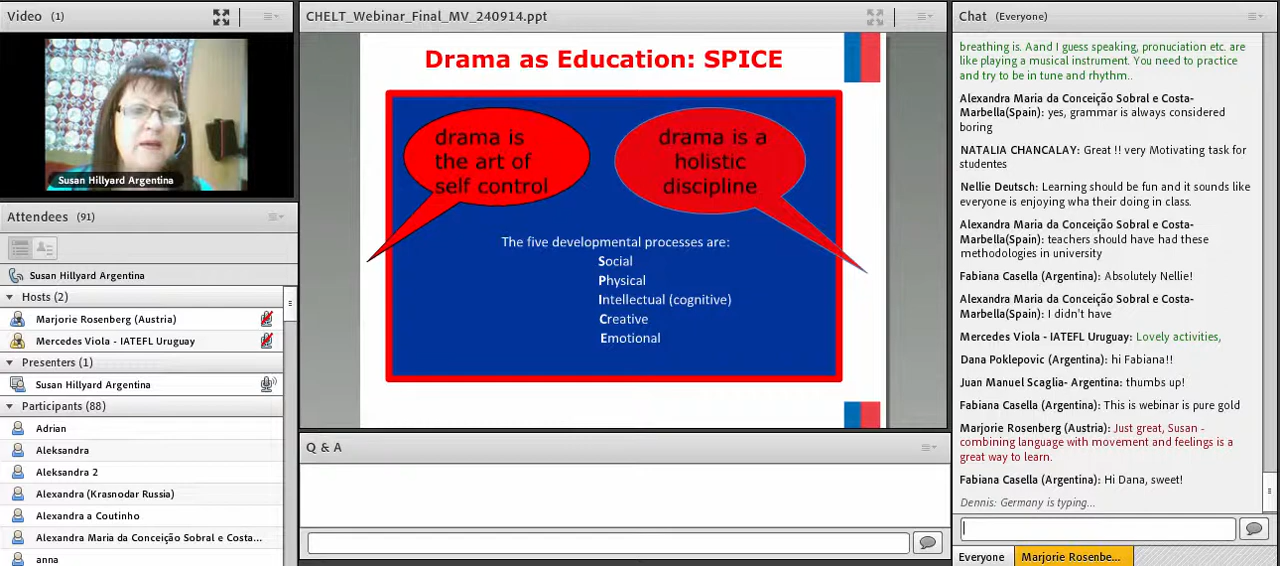 Video (1)
Susan Hillyard Argentina
Attendees (91)
Susan Hillyard Argentina
Hosts (2)
Marjorie Rosenberg (Austria)
Mercedes Viola - IATEFL Uruguay
Presenters (1)
Susan Hillyard Argentina
Participants (88)
Adrian
Aleksandra
Aleksandra 2
Alexandra (Krasnodar Russia)
Alexandra a Coutinho
Alexandra Maria da Conceição Sobral e Costa...
anna
CHELT_Webinar_Final_MV_240914.ppt
Drama as Education: SPICE
drama is
the art of
self control
drama is a
holistic
discipline
The five developmental processes are:
Social
Physical
Intellectual (cognitive)
Creative
Emotional
Q & A
Chat (Everyone)
breathing is. Aand I guess speaking, pronuciation etc. are
like playing a musical instrument. You need to practice
and try to be in tune and rhythm..
Alexandra Maria da Conceição Sobral e Costa-
Marbella(Spain): yes, grammar is always considered
boring
NATALIA CHANCALAY: Great !! very Motivating task for
studentes
Nellie Deutsch: Learning should be fun and it sounds like
everyone is enjoying wha their doing in class.
Alexandra Maria da Conceição Sobral e Costa-
Marbella(Spain): teachers should have had these
methodologies in university
Fabiana Casella (Argentina): Absolutely Nellie!
Alexandra Maria da Conceição Sobral e Costa-
Marbella(Spain): I didn't have
Mercedes Viola - IATEFL Uruguay: Lovely activities,
Dana Poklepovic (Argentina): hi Fabiana!!
Juan Manuel Scaglia- Argentina: thumbs up!
Fabiana Casella (Argentina): This is webinar is pure gold
Marjorie Rosenberg (Austria): Just great, Susan -
combining language with movement and feelings is a
great way to learn.
Fabiana Casella (Argentina): Hi Dana, sweet!
Dennis: Germany is typing...
Everyone
Marjorie Rosenbe...